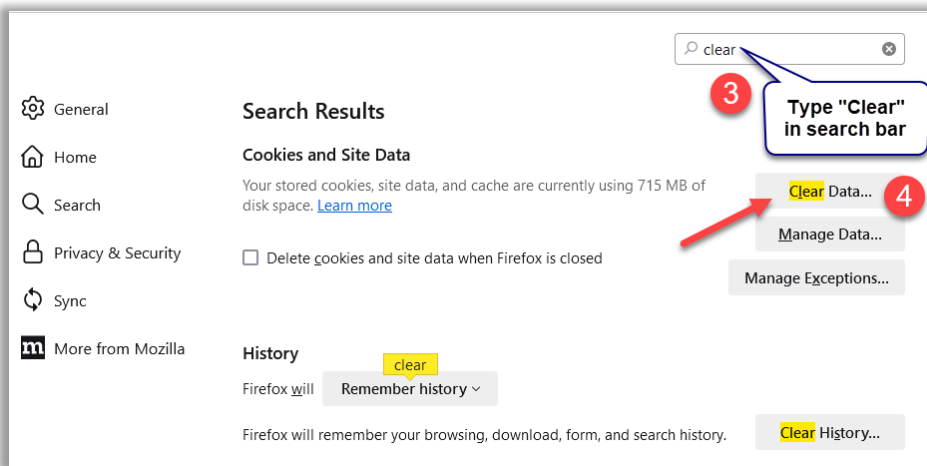 clear
3
Type "Clear"
in search bar
General
Home
Search
Privacy & Security
Sync
m More from Mozilla
Search Results
Cookies and Site Data
Your stored cookies, site data, and cache are currently using 715 MB of
disk space. Learn more
Clear Data...
4
Manage Data...
Delete cookies and site data when Firefox is closed
Manage Exceptions...
History
clear
Firefox will Remember history
Firefox will remember your browsing, download, form, and search history.
Clear History...